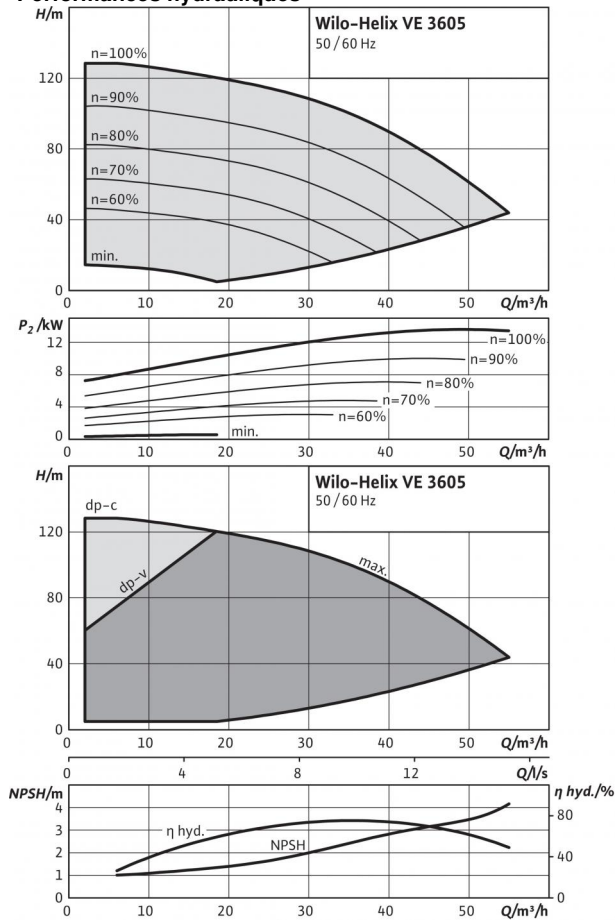 Performances hydrauliques
H/m
Wilo-Helix VE 3605
50/60 Hz
n=100%
120
n=90%
80
n=80%
n=70%
40
n=60%
min.
0
0 10 20 30 40 50 Q/m³/h
P₂/kW
12
n=100%
n=90%
8
n=80%
4
n=70%
n=60%
min.
0
0 10 20 30 40 50 Q/m³/h
H/m
Wilo-Helix VE 3605
50/60 Hz
dp-c
120
max.
dp-v
80
40
0
0 10 20 30 40 50 Q/m³/h
0 4 8 12 Q/l/s
NPSH/m
η hyd./%
4
80
3
η hyd.
2
NPSH
40
1
0
0
0 10 20 30 40 50 Q/m³/h